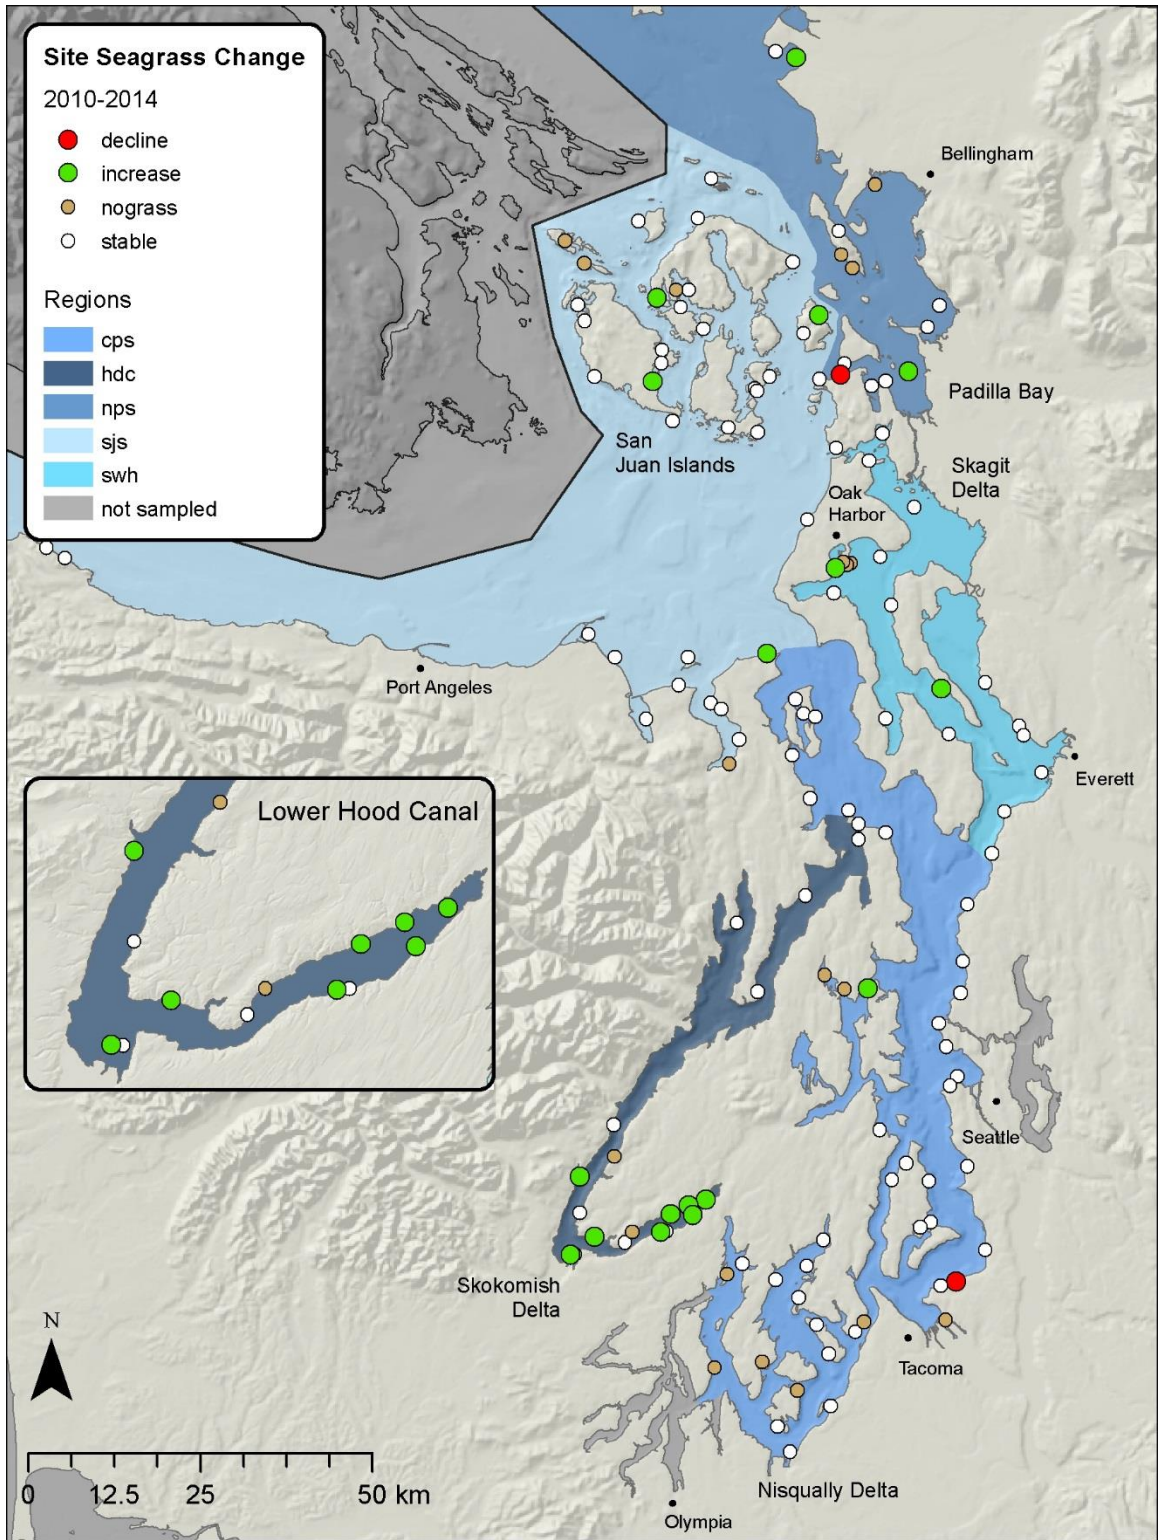 Site Seagrass Change
2010-2014
decline
increase
nograss
stable
Regions
cps
hdc
nps
sjs
swh
not sampled
Bellingham
Padilla Bay
San
Juan Islands
Skagit
Delta
Oak
Harbor
Port Angeles
Everett
Lower Hood Canal
Seattle
Skokomish
Delta
N
Tacoma
0 12.5 25 50 km
Nisqually Delta
Olympia